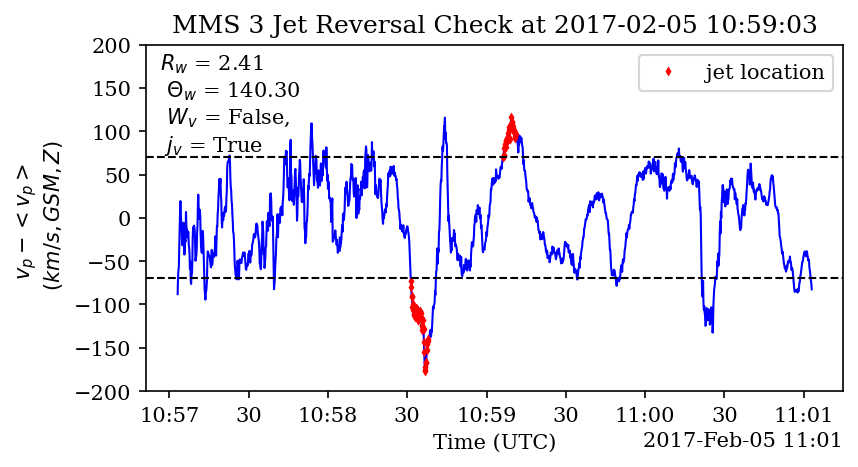 MMS 3 Jet Reversal Check at 2017-02-05 10:59:03
R_w = 2.41
Θ_w = 140.30
W_v = False,
j_v = True
jet location
v_p − < v_p >
(km/s, GSM, Z)
200
150
100
50
0
−50
−100
−150
−200
10:57 30 10:58 30 10:59 30 11:00 30 11:01
Time (UTC)
2017-Feb-05 11:01